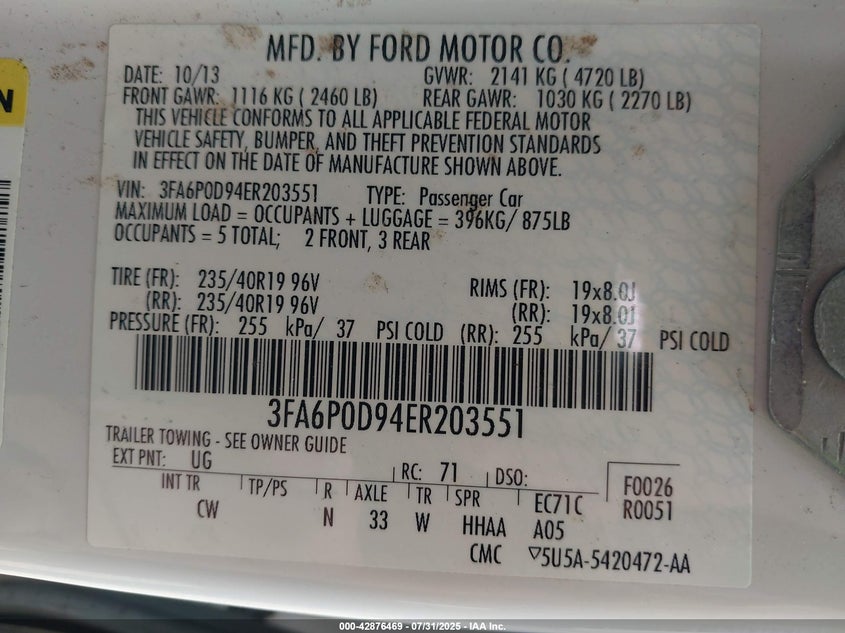 N
MFD. BY FORD MOTOR CO.
DATE: 10/13 GVWR: 2141 KG ( 4720 LB)
FRONT GAWR: 1116 KG ( 2460 LB) REAR GAWR: 1030 KG ( 2270 LB)
THIS VEHICLE CONFORMS TO ALL APPLICABLE FEDERAL MOTOR
VEHICLE SAFETY, BUMPER, AND THEFT PREVENTION STANDARDS
IN EFFECT ON THE DATE OF MANUFACTURE SHOWN ABOVE.
VIN: 3FA6P0D94ER203551 TYPE: Passenger Car
MAXIMUM LOAD = OCCUPANTS + LUGGAGE = 396KG/ 875LB
OCCUPANTS = 5 TOTAL; 2 FRONT, 3 REAR
TIRE (FR): 235/40R19 96V RIMS (FR): 19x8.0J
(RR): 235/40R19 96V (RR): 19x8.0J
PRESSURE (FR): 255 kPa/ 37 PSI COLD (RR): 255 kPa/ 37 PSI COLD
3FA6P0D94ER203551
TRAILER TOWING - SEE OWNER GUIDE
EXT PNT: UG RC: 71 DSO: F0026
INT TR TP/PS R AXLE TR SPR EC71C R0051
CW N 33 W HHAA A05
CMC ▽5U5A-5420472-AA
000-42876469 - 07/31/2025 - IAA Inc.